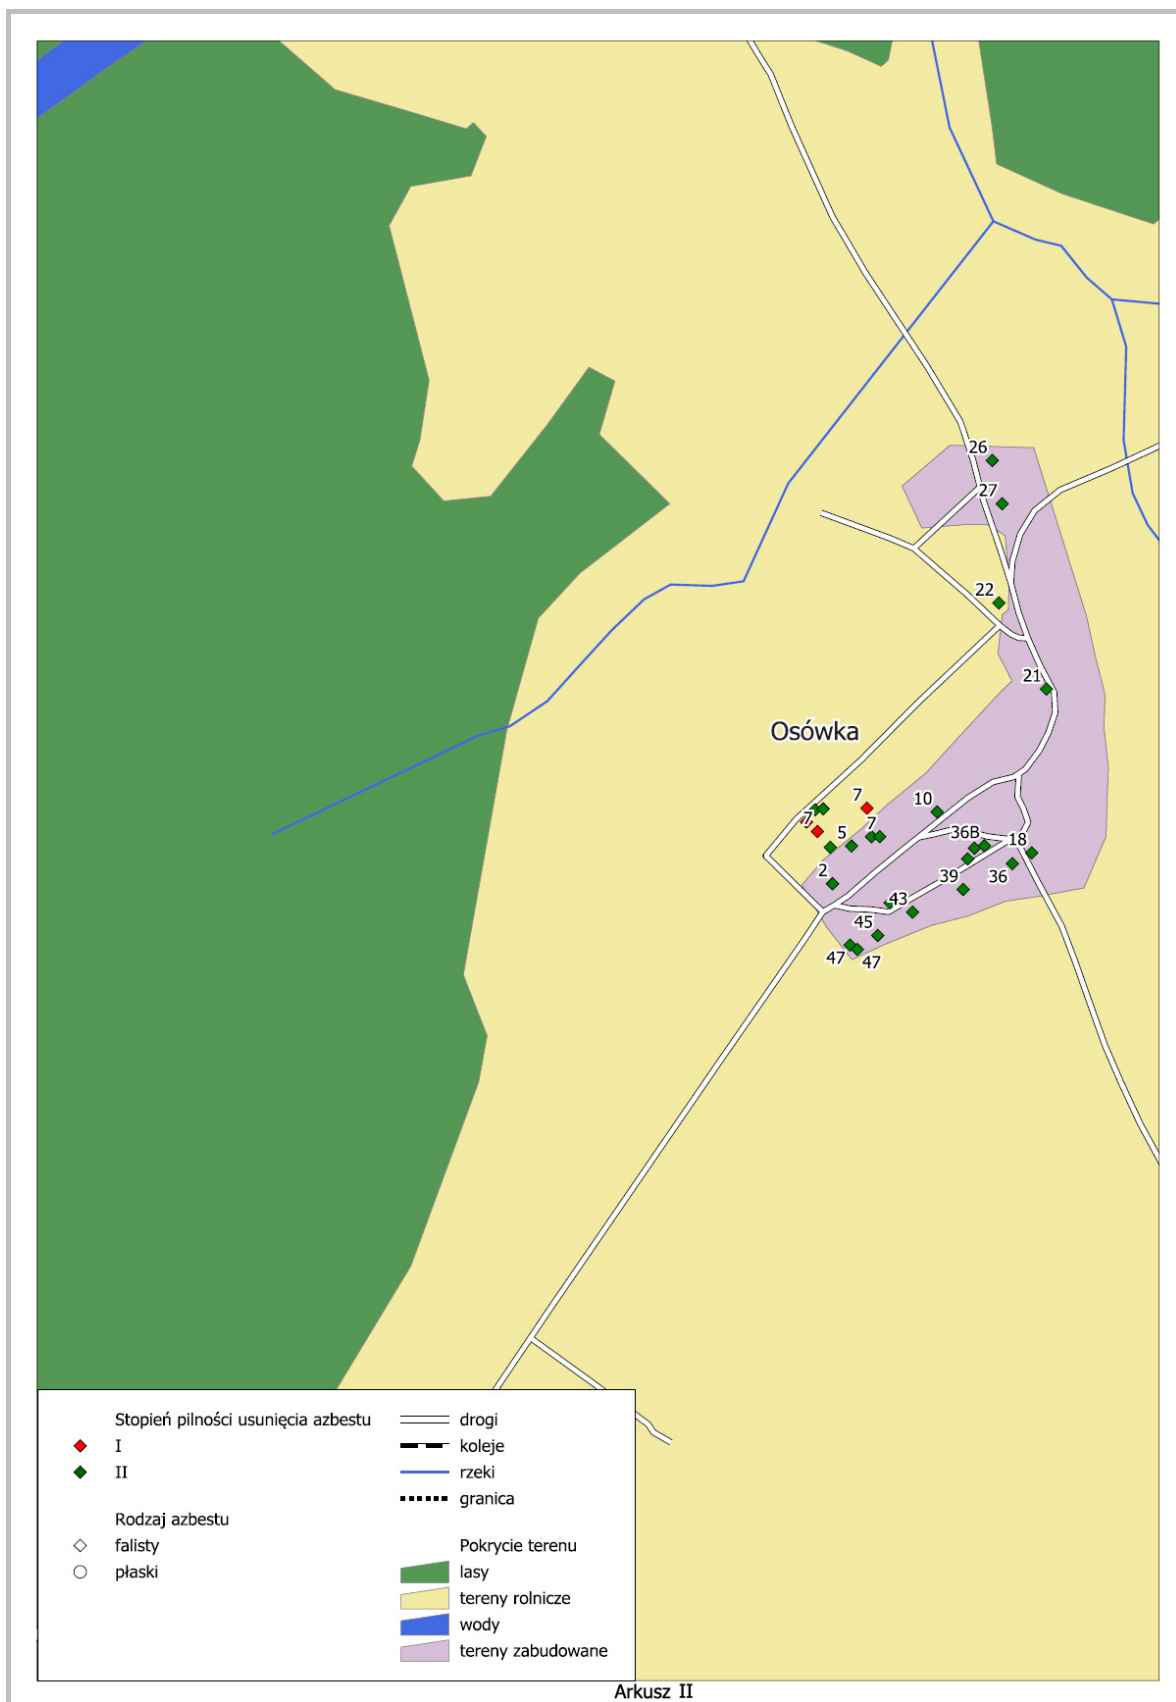 26
27
22
21
Osówka
7
10
7
7
5
36B
18
2
39
36
43
45
47
47
Stopień pilności usunięcia azbestu
I
II
Rodzaj azbestu
falisty
płaski
drogi
koleje
rzeki
granica
Pokrycie terenu
lasy
tereny rolnicze
wody
tereny zabudowane
Arkusz II